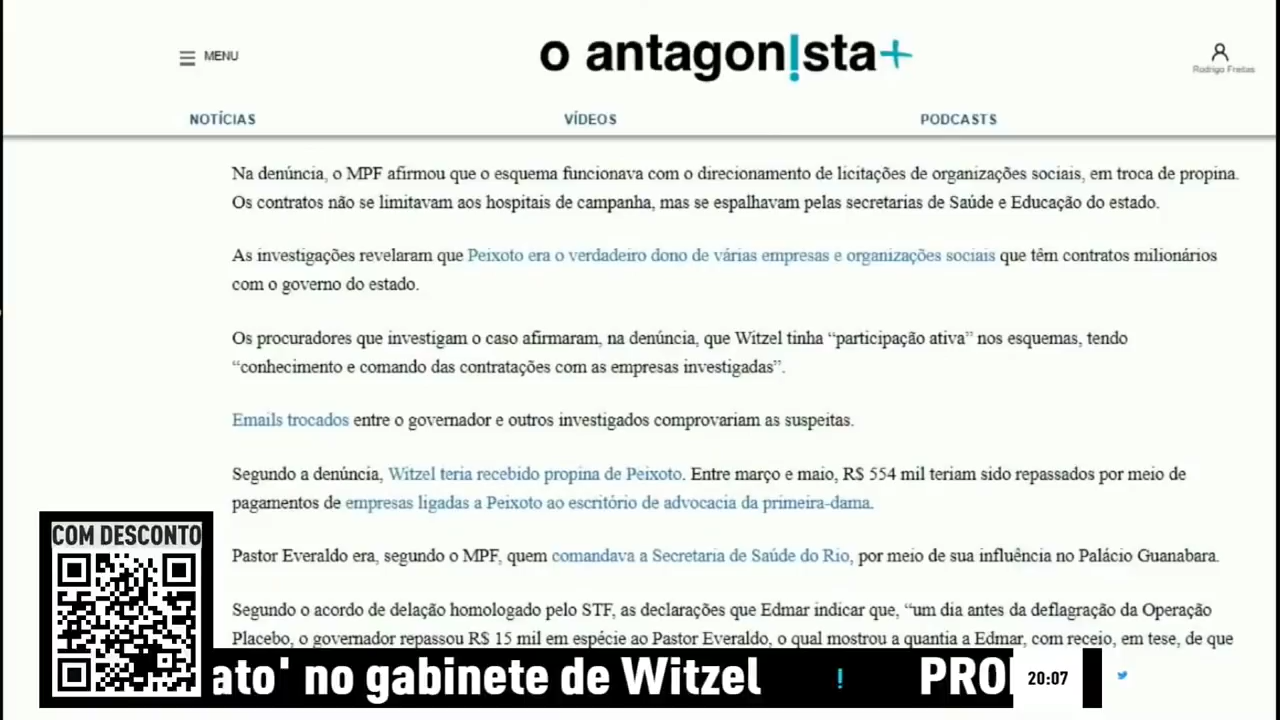 MENU
o antagon!sta+
Rodrigo Freitas
NOTÍCIAS
VÍDEOS
PODCASTS
Na denúncia, o MPF afirmou que o esquema funcionava com o direcionamento de licitações de organizações sociais, em troca de propina.
Os contratos não se limitavam aos hospitais de campanha, mas se espalhavam pelas secretarias de Saúde e Educação do estado.
As investigações revelaram que Peixoto era o verdadeiro dono de várias empresas e organizações sociais que têm contratos milionários
com o governo do estado.
Os procuradores que investigam o caso afirmaram, na denúncia, que Witzel tinha “participação ativa” nos esquemas, tendo
“conhecimento e comando das contratações com as empresas investigadas”.
Emails trocados entre o governador e outros investigados comprovariam as suspeitas.
Segundo a denúncia, Witzel teria recebido propina de Peixoto. Entre março e maio, R$ 554 mil teriam sido repassados por meio de
pagamentos de empresas ligadas a Peixoto ao escritório de advocacia da primeira-dama.
Pastor Everaldo era, segundo o MPF, quem comandava a Secretaria de Saúde do Rio, por meio de sua influência no Palácio Guanabara.
Segundo o acordo de delação homologado pelo STF, as declarações que Edmar indicar que, “um dia antes da deflagração da Operação
Placebo, o governador repassou R$ 15 mil em espécie ao Pastor Everaldo, o qual mostrou a quantia a Edmar, com receio, em tese, de que
COM DESCONTO
ato' no gabinete de Witzel ! PRO
20:07